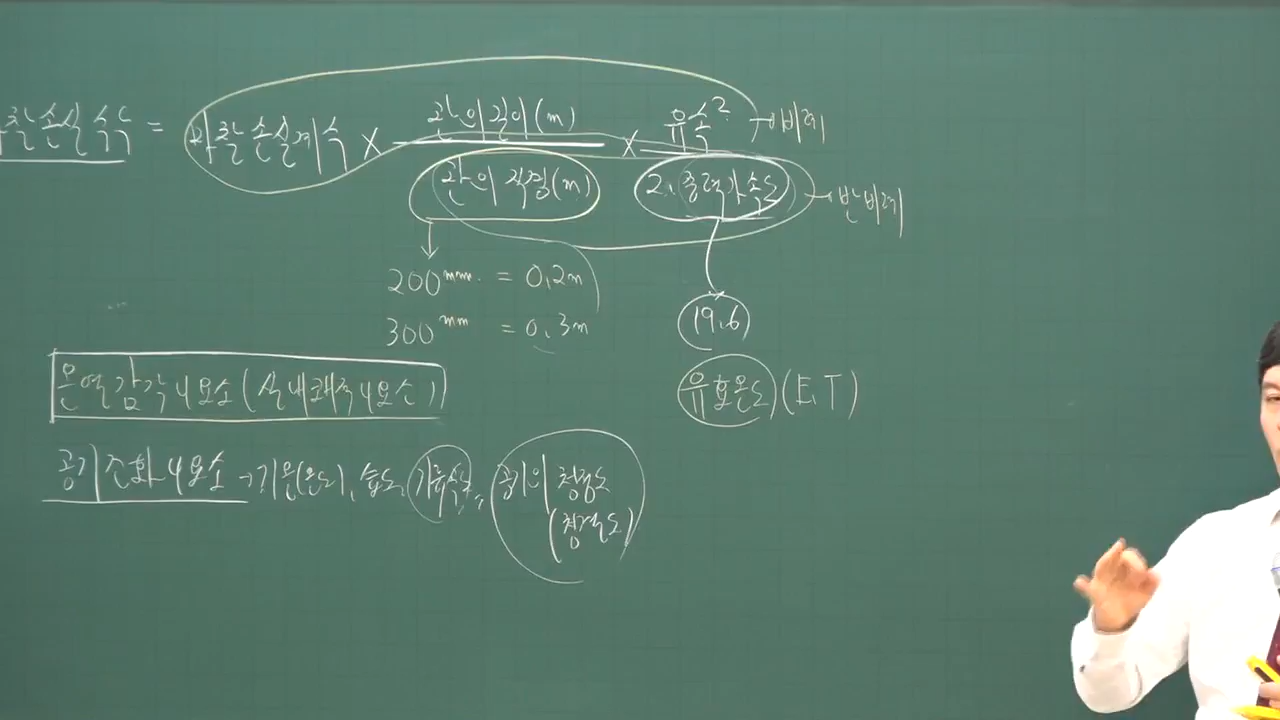 찰손실수두 = 마찰손실계수 × 관의 길이(m) / 관의 직경(m) × 유속² / 2.중력가속도
→비례
→반비례
200mm = 0.2m
300mm = 0.3m
19.6
온열감각 4요소 (실내쾌적 4요소)
유효온도 (E.T)
공기조화 4요소 → 기온(온도), 습도, 기류속도, 공기의 청정도
(청결도)